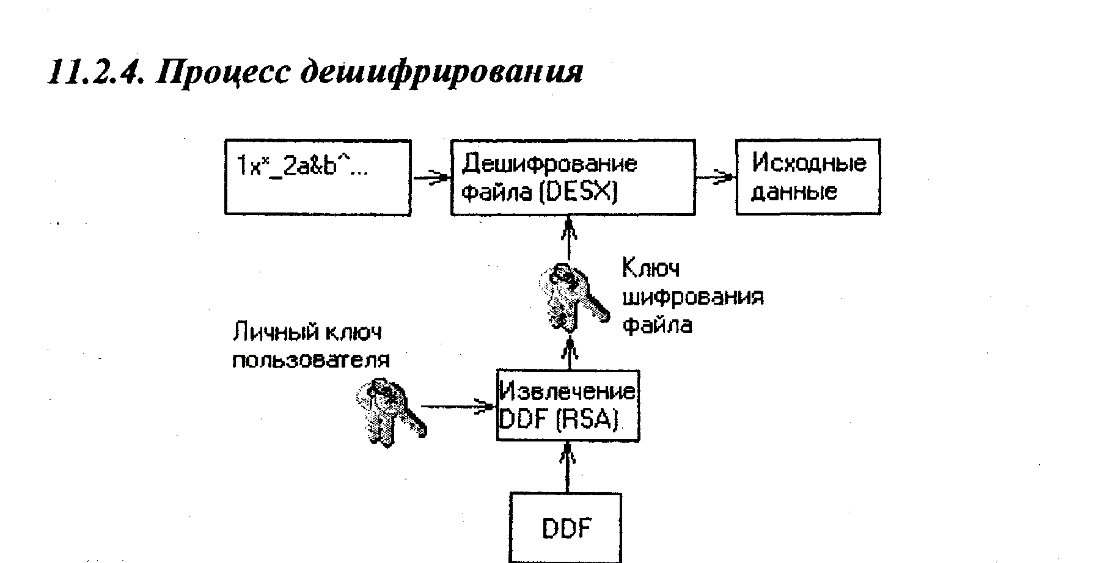 11.2.4. Процесс дешифрирования
1x*_2a&b^...
Дешифрование
файла (DESX)
Исходные
данные
Ключ
шифрования
файла
Личный ключ
пользователя
Извлечение
DDF (RSA)
DDF